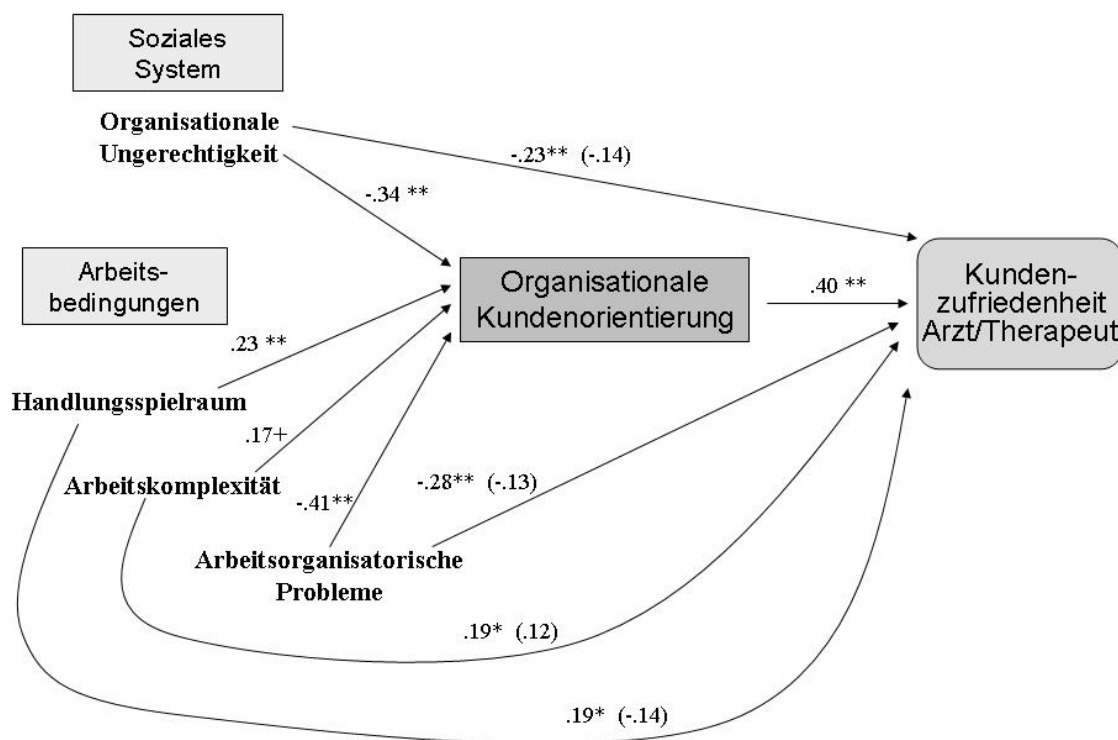 Soziales
System
Organisationale
Ungerechtigkeit
-.23** (-.14)
-.34 **
Arbeits-
bedingungen
Organisationale
Kundenorientierung
.40 **
Kunden-
zufriedenheit
Arzt/Therapeut
.23 **
Handlungsspielraum
.17+
Arbeitskomplexität
-.41**
-.28** (-.13)
Arbeitsorganisatorische
Probleme
.19* (.12)
.19* (-.14)